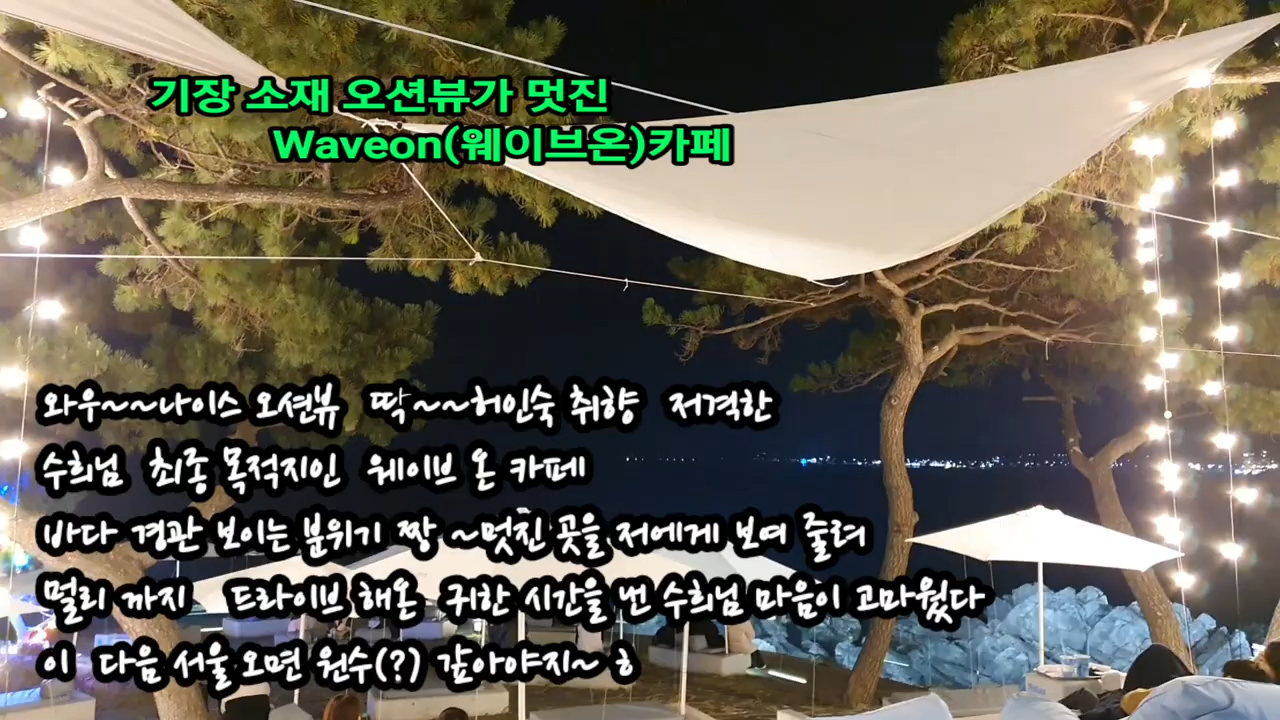 기장 소재 오션뷰가 멋진
Waveon(웨이브온)카페
와우~~나이스 오션뷰 딱~~허인숙 취향 저격한
수희님 최종 목적지인 웨이브 온 카페
바다 경관 보이는 분위기 짱 ~멋친 곳을 저에게 보여 줄려
멀리 까지 드라이브 해온 귀한 시간을 낸 수희님 마음이 고마웠다
이 다음 서울 오면 원수(?) 갚아야지~ㅎ